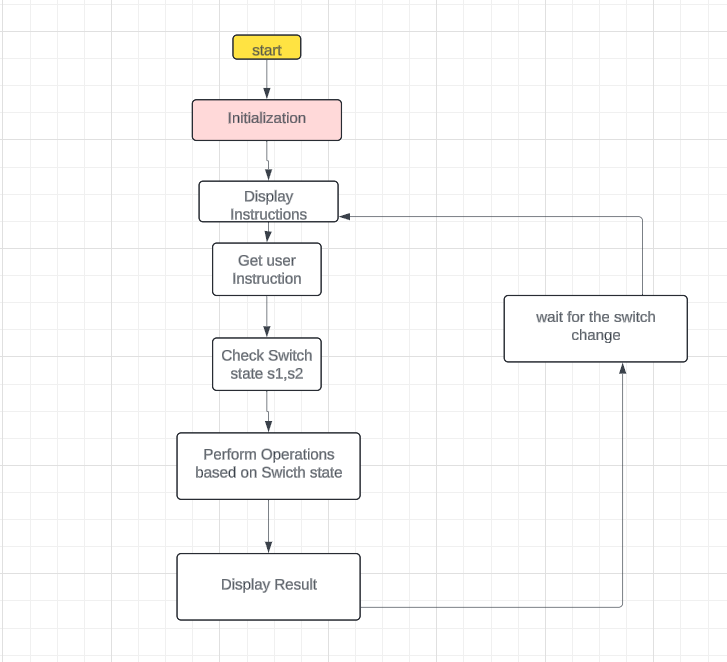 start
Initialization
Display
Instructions
Get user
Instruction
wait for the switch
change
Check Switch
state s1,s2
Perform Operations
based on Swicth state
Display Result